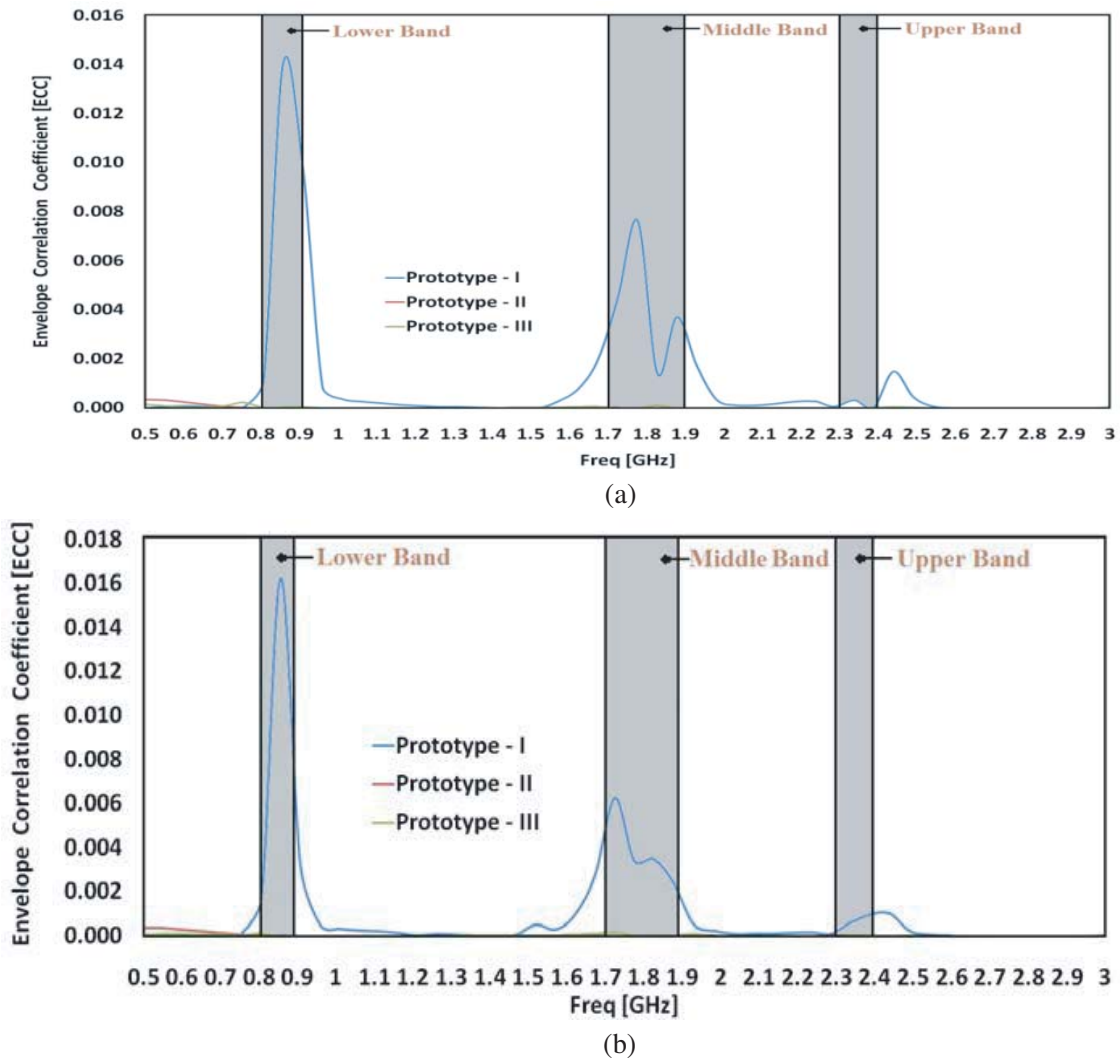 0.016
Lower Band
Middle Band
Upper Band
0.014
0.012
0.010
0.008
0.006
0.004
0.002
0.000
Envelope Correlation Coefficient [ECC]
Prototype - I
Prototype - II
Prototype - III
0.5 0.6 0.7 0.8 0.9 1 1.1 1.2 1.3 1.4 1.5 1.6 1.7 1.8 1.9 2 2.1 2.2 2.3 2.4 2.5 2.6 2.7 2.8 2.9 3
Freq [GHz]
(a)
0.018
Lower Band
Middle Band
Upper Band
0.016
0.014
0.012
0.010
0.008
0.006
0.004
0.002
0.000
Envelope Correlation Coefficient [ECC]
Prototype - I
Prototype - II
Prototype - III
0.5 0.6 0.7 0.8 0.9 1 1.1 1.2 1.3 1.4 1.5 1.6 1.7 1.8 1.9 2 2.1 2.2 2.3 2.4 2.5 2.6 2.7 2.8 2.9 3
Freq [GHz]
(b)